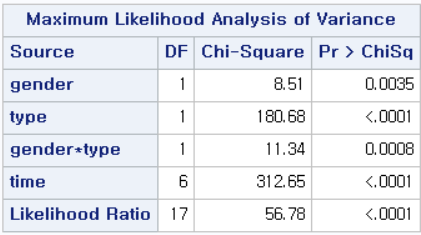 Maximum Likelihood Analysis of Variance
Source DF Chi-Square Pr > ChiSq
gender 1 8.51 0.0035
type 1 180.68 <.0001
gender*type 1 11.34 0.0008
time 6 312.65 <.0001
Likelihood Ratio 17 56.78 <.0001